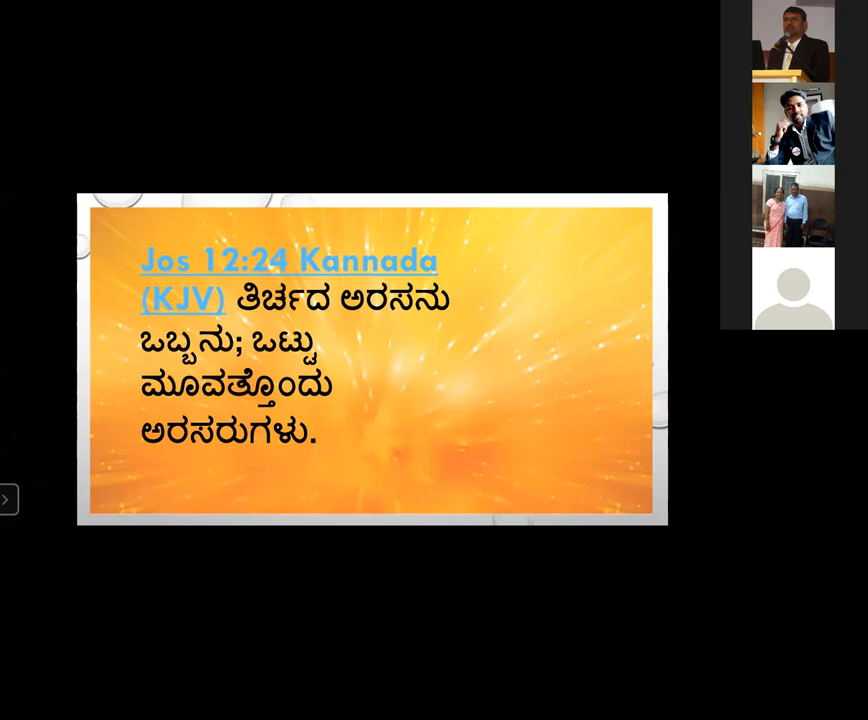 Jos 12:24 Kannada
(KJV) ತಿರ್ಚದ ಅರಸನು
ಒಬ್ಬನು; ಒಟ್ಟು
ಮೂವತ್ತೊಂದು
ಅರಸರುಗಳು.